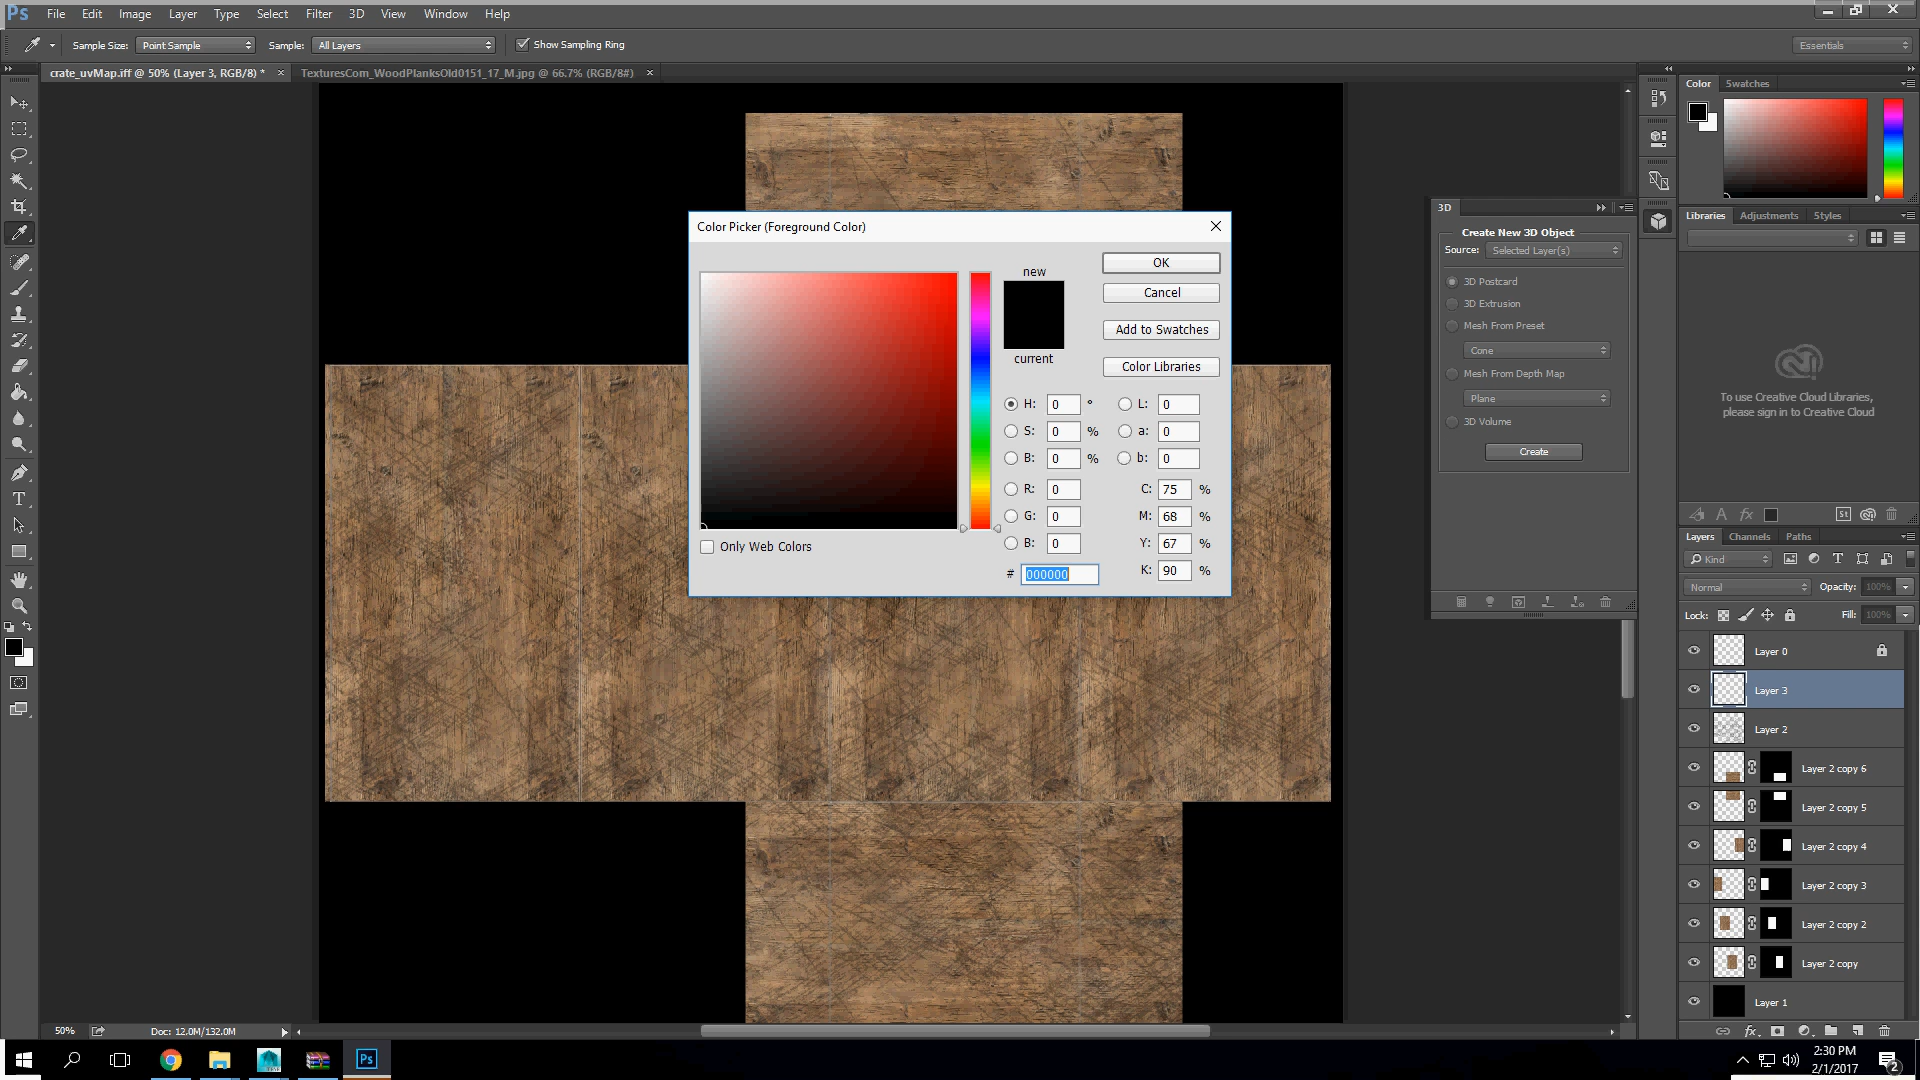 Ps File Edit Image Layer Type Select Filter 3D View Window Help
Sample Size: Point Sample Sample: All Layers Show Sampling Ring Essentials
crate_uvMap.iff @ 50% (Layer 3, RGB/8) * × TexturesCom_WoodPlanksOld0151_17_M.jpg @ 66.7% (RGB/8#) ×
Color Swatches
3D
Create New 3D Object
Source: Selected Layer(s)
3D Postcard
3D Extrusion
Mesh From Preset
Cone
Mesh From Depth Map
Plane
3D Volume
Create
Libraries Adjustments Styles
To use Creative Cloud Libraries,
please sign in to Creative Cloud
Color Picker (Foreground Color)
new
current
OK
Cancel
Add to Swatches
Color Libraries
H: 0 ° L: 0
S: 0 % a: 0
B: 0 % b: 0
R: 0 C: 75 %
G: 0 M: 68 %
B: 0 Y: 67 %
# 000000 K: 90 %
Only Web Colors
A fx St
Layers Channels Paths
Kind T
Normal Opacity: 100%
Lock: Fill: 100%
Layer 0
Layer 3
Layer 2
Layer 2 copy 6
Layer 2 copy 5
Layer 2 copy 4
Layer 2 copy 3
Layer 2 copy 2
Layer 2 copy
Layer 1
fx
T
50% Doc: 12.0M/132.0M
Ps
2:30 PM
2/1/2017
2